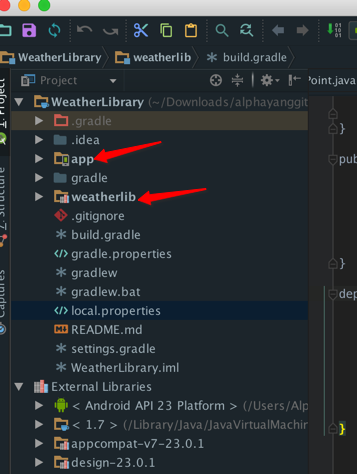 WeatherLibrary weatherlib build.gradle
Project Point.java
1: Project
WeatherLibrary (~/Downloads/alphayanggit
.gradle
.idea
app
gradle
weatherlib
.gitignore
build.gradle
gradle.properties
gradlew
gradlew.bat
local.properties
README.md
settings.gradle
WeatherLibrary.iml
External Libraries
< Android API 23 Platform > (/Users/Alp
< 1.7 > (/Library/Java/JavaVirtualMachin
appcompat-v7-23.0.1
design-23.0.1
7: Structure
Captures
}
pu
}
dep
}